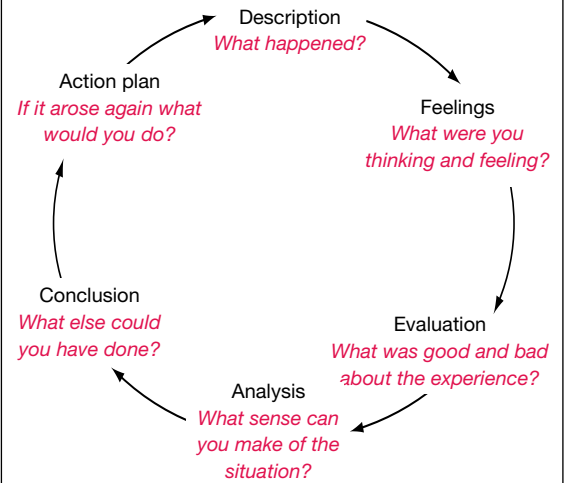 Description
What happened?
Feelings
What were you
thinking and feeling?
Evaluation
What was good and bad
about the experience?
Analysis
What sense can
you make of the
situation?
Conclusion
What else could
you have done?
Action plan
If it arose again what
would you do?